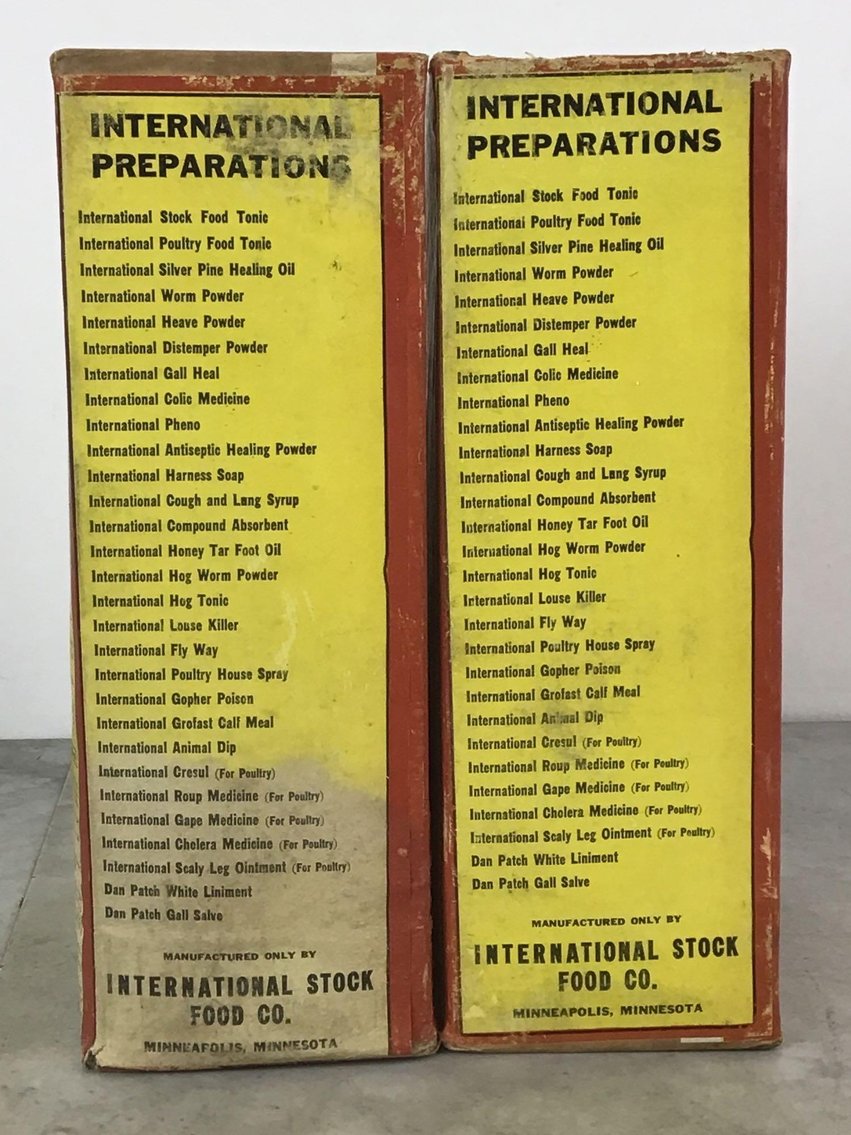 INTERNATIONAL
PREPARATIONS
International Stock Food Tonic
International Poultry Food Tonic
International Silver Pine Healing Oil
International Worm Powder
International Heave Powder
International Distemper Powder
International Gall Heal
International Colic Medicine
International Pheno
International Antiseptic Healing Powder
International Harness Soap
International Cough and Lung Syrup
International Compound Absorbent
International Honey Tar Foot Oil
International Hog Worm Powder
International Hog Tonic
International Louse Killer
International Fly Way
International Poultry House Spray
International Gopher Poison
International Grofast Calf Meal
International Animal Dip
International Cresul (For Poultry)
International Roup Medicine (For Poultry)
International Gape Medicine (For Poultry)
International Cholera Medicine (For Poultry)
International Scaly Leg Ointment (For Poultry)
Dan Patch White Liniment
Dan Patch Gall Salve
MANUFACTURED ONLY BY
INTERNATIONAL STOCK
FOOD CO.
MINNEAPOLIS, MINNESOTA
INTERNATIONAL
PREPARATIONS
International Stock Food Tonic
International Poultry Food Tonic
International Silver Pine Healing Oil
International Worm Powder
International Heave Powder
International Distemper Powder
International Gall Heal
International Colic Medicine
International Pheno
International Antiseptic Healing Powder
International Harness Soap
International Cough and Lung Syrup
International Compound Absorbent
International Honey Tar Foot Oil
International Hog Worm Powder
International Hog Tonic
International Louse Killer
International Fly Way
International Poultry House Spray
International Gopher Poison
International Grofast Calf Meal
International Animal Dip
International Cresul (For Poultry)
International Roup Medicine (For Poultry)
International Gape Medicine (For Poultry)
International Cholera Medicine (For Poultry)
International Scaly Leg Ointment (For Poultry)
Dan Patch White Liniment
Dan Patch Gall Salve
MANUFACTURED ONLY BY
INTERNATIONAL STOCK
FOOD CO.
MINNEAPOLIS, MINNESOTA